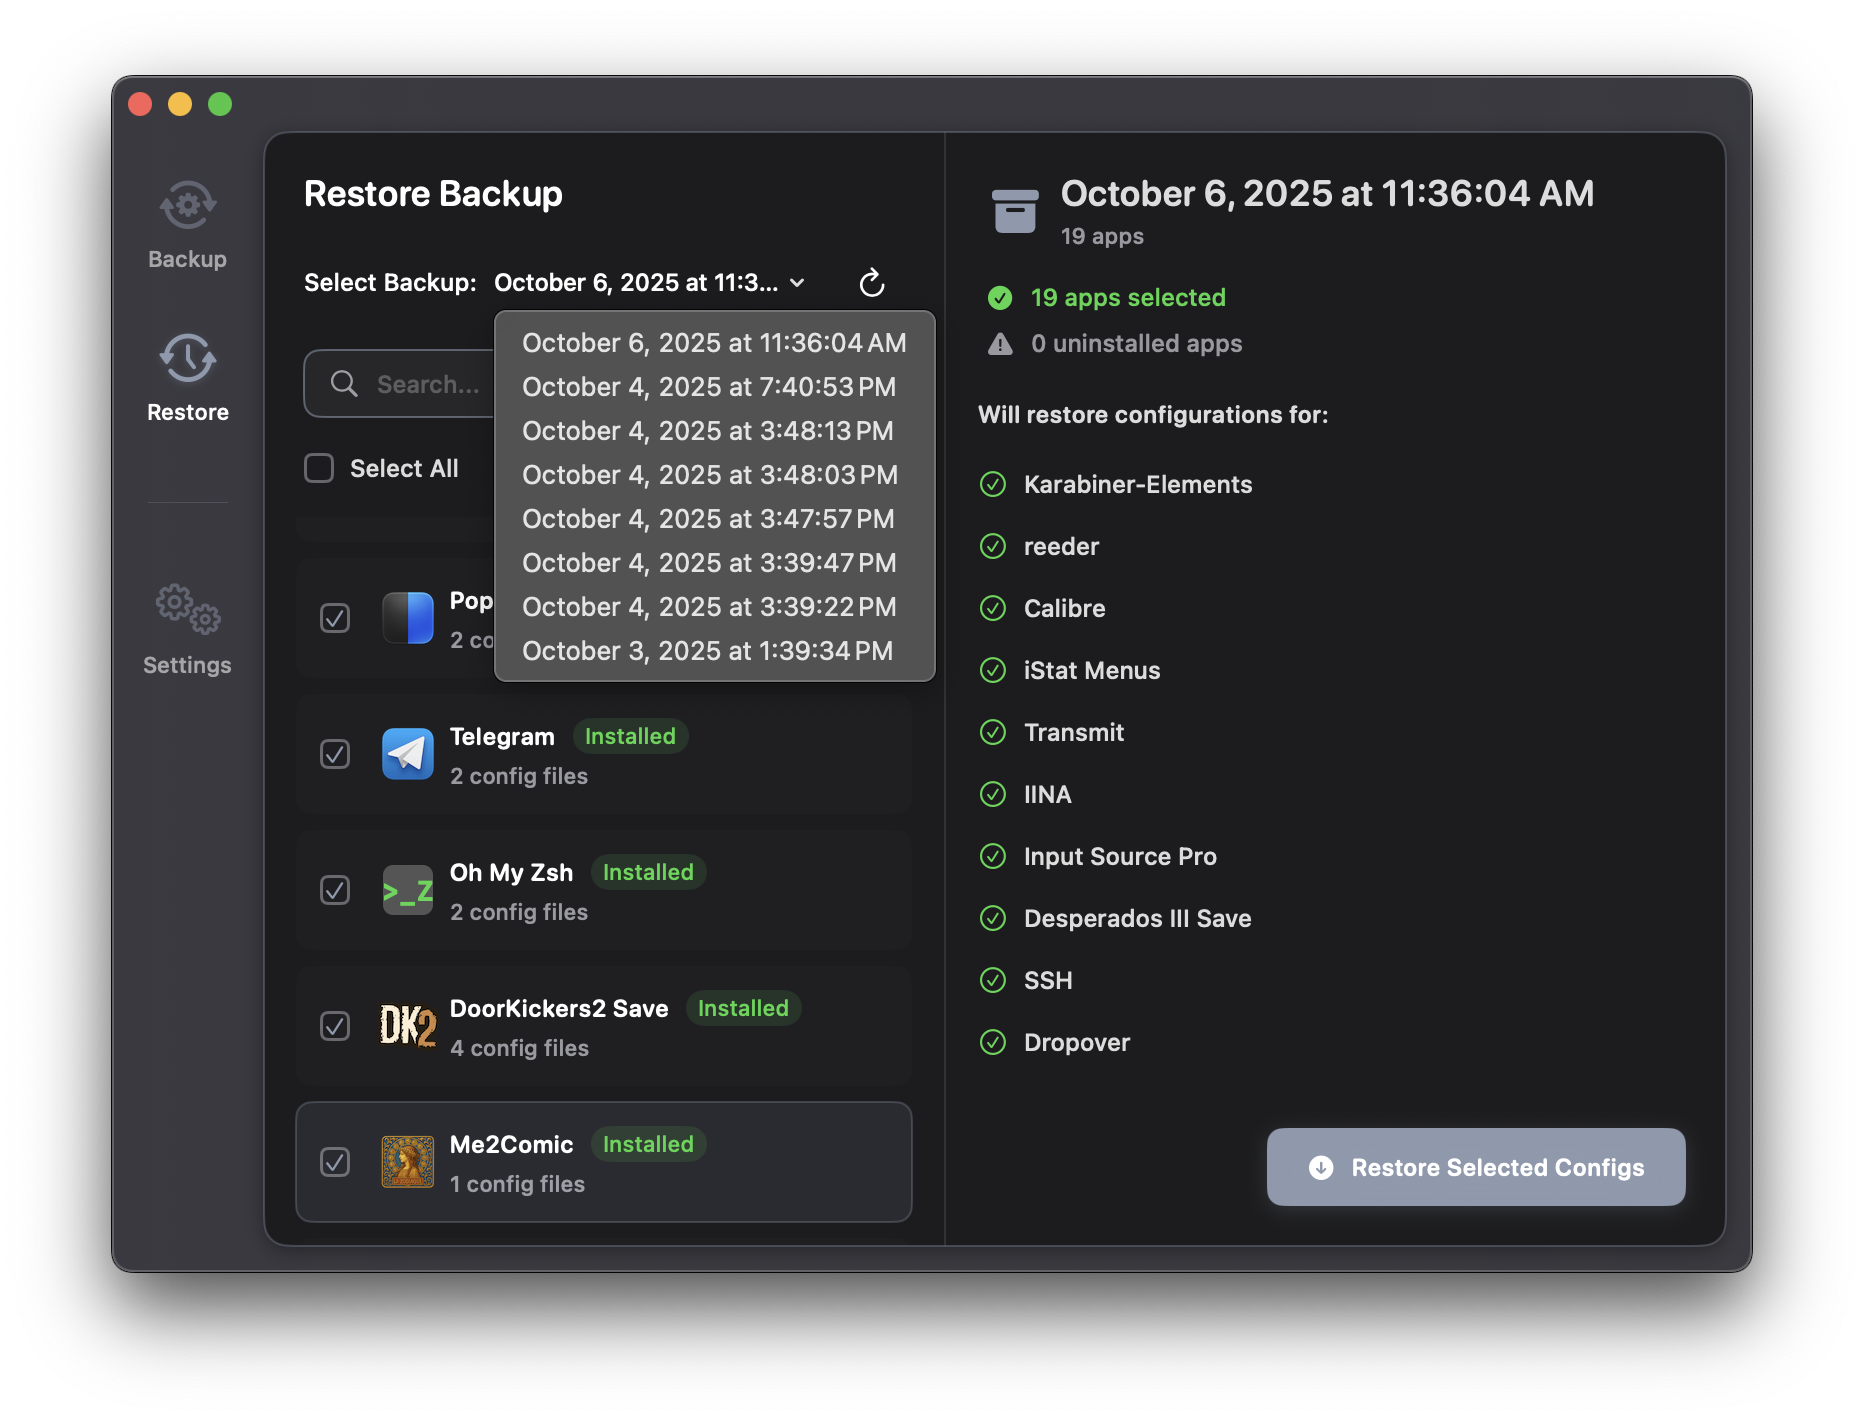 Backup
Restore
Settings
Restore Backup
Select Backup: October 6, 2025 at 11:3...
October 6, 2025 at 11:36:04 AM
October 4, 2025 at 7:40:53 PM
October 4, 2025 at 3:48:13 PM
October 4, 2025 at 3:48:03 PM
October 4, 2025 at 3:47:57 PM
October 4, 2025 at 3:39:47 PM
October 4, 2025 at 3:39:22 PM
October 3, 2025 at 1:39:34 PM
Search...
Select All
Pop
2 co
Telegram Installed
2 config files
>_Z
Oh My Zsh Installed
2 config files
DK2
DoorKickers2 Save Installed
4 config files
Me2Comic Installed
1 config files
October 6, 2025 at 11:36:04 AM
19 apps
19 apps selected
0 uninstalled apps
Will restore configurations for:
Karabiner-Elements
reeder
Calibre
iStat Menus
Transmit
IINA
Input Source Pro
Desperados III Save
SSH
Dropover
Restore Selected Configs